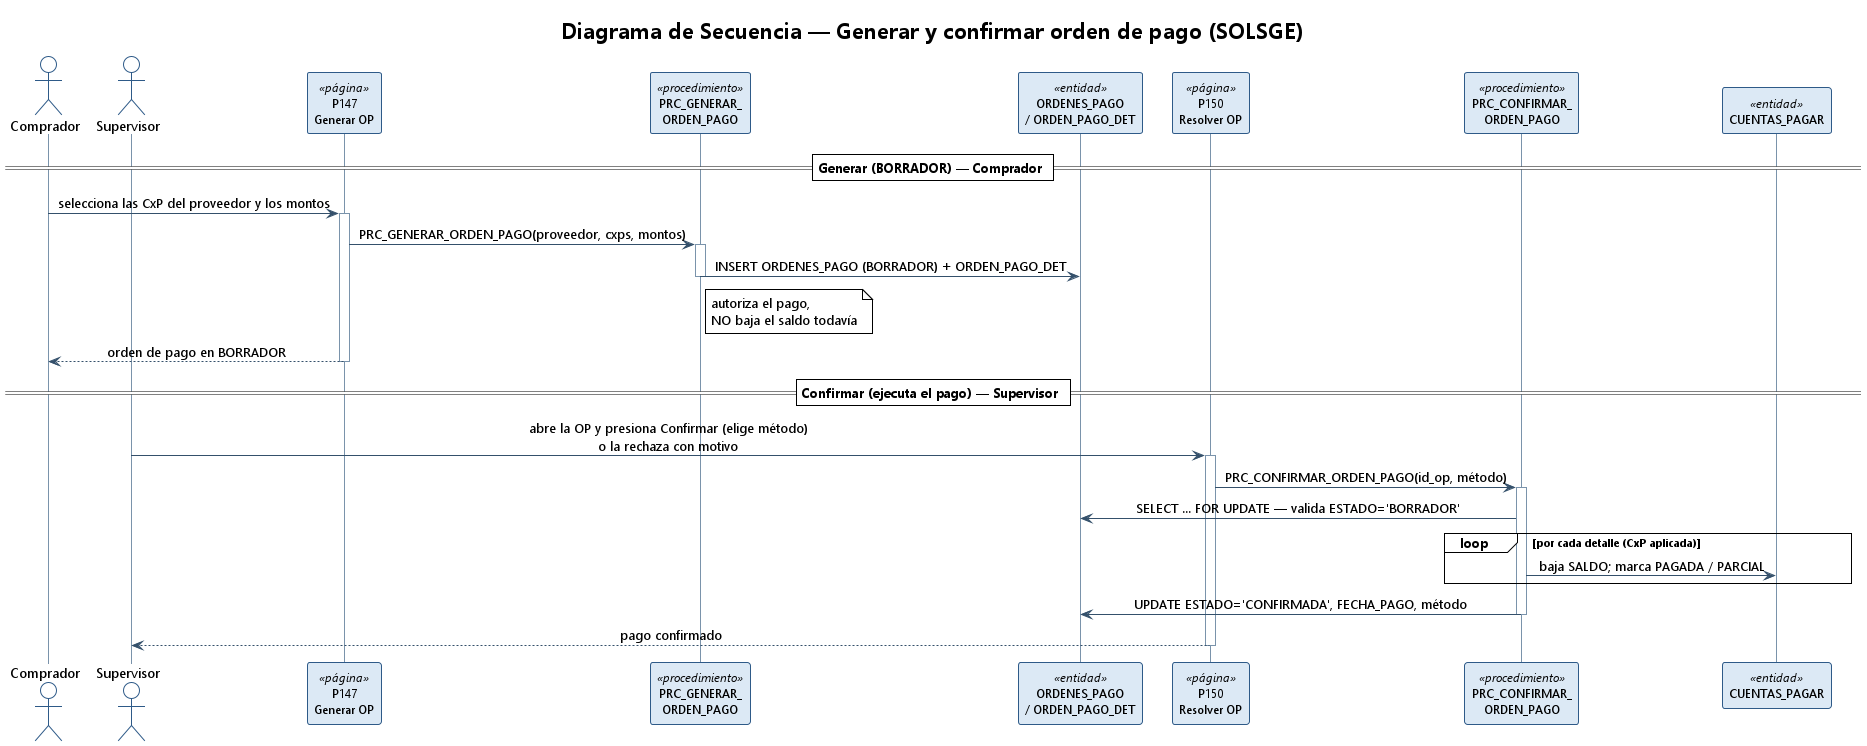 Diagrama de Secuencia — Generar y confirmar orden de pago (SOLSGE)
Comprador
Supervisor
«página»
P147
Generar OP
«procedimiento»
PRC_GENERAR_
ORDEN_PAGO
«entidad»
ORDENES_PAGO
/ ORDEN_PAGO_DET
«página»
P150
Resolver OP
«procedimiento»
PRC_CONFIRMAR_
ORDEN_PAGO
«entidad»
CUENTAS_PAGAR
Generar (BORRADOR) — Comprador
selecciona las CxP del proveedor y los montos
PRC_GENERAR_ORDEN_PAGO(proveedor, cxps, montos)
INSERT ORDENES_PAGO (BORRADOR) + ORDEN_PAGO_DET
autoriza el pago,
NO baja el saldo todavía
orden de pago en BORRADOR
Confirmar (ejecuta el pago) — Supervisor
abre la OP y presiona Confirmar (elige método)
o la rechaza con motivo
PRC_CONFIRMAR_ORDEN_PAGO(id_op, método)
SELECT ... FOR UPDATE — valida ESTADO='BORRADOR'
loop [por cada detalle (CxP aplicada)]
baja SALDO; marca PAGADA / PARCIAL
UPDATE ESTADO='CONFIRMADA', FECHA_PAGO, método
pago confirmado
Comprador
Supervisor
«página»
P147
Generar OP
«procedimiento»
PRC_GENERAR_
ORDEN_PAGO
«entidad»
ORDENES_PAGO
/ ORDEN_PAGO_DET
«página»
P150
Resolver OP
«procedimiento»
PRC_CONFIRMAR_
ORDEN_PAGO
«entidad»
CUENTAS_PAGAR